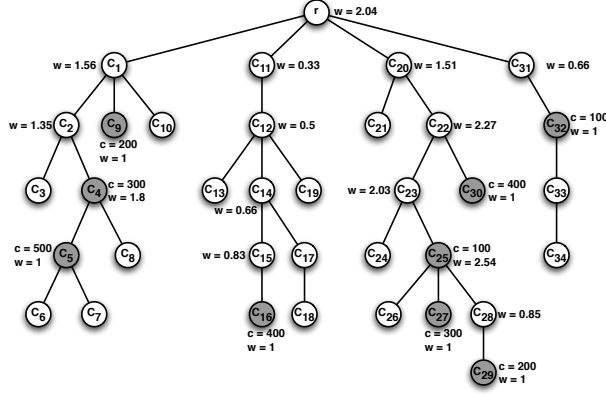 r w = 2.04
w = 1.56 C1 C11 w = 0.33 C20 w = 1.51 C31 w = 0.66
w = 1.35 C2 C9 C10 C12 w = 0.5 C21 C22 w = 2.27 C32 c = 100
w = 1
c = 200
w = 1
C3 C4 c = 300
w = 1.8
C13 C14 C19 w = 2.03 C23 C30 c = 400
w = 1
C33
w = 0.66
c = 500
w = 1
C5 C8 w = 0.83 C15 C17 C24 C25 c = 100
w = 2.54
C34
C6 C7 C16 C18 C26 C27 C28 w = 0.85
c = 400
w = 1
c = 300
w = 1
C29 c = 200
w = 1